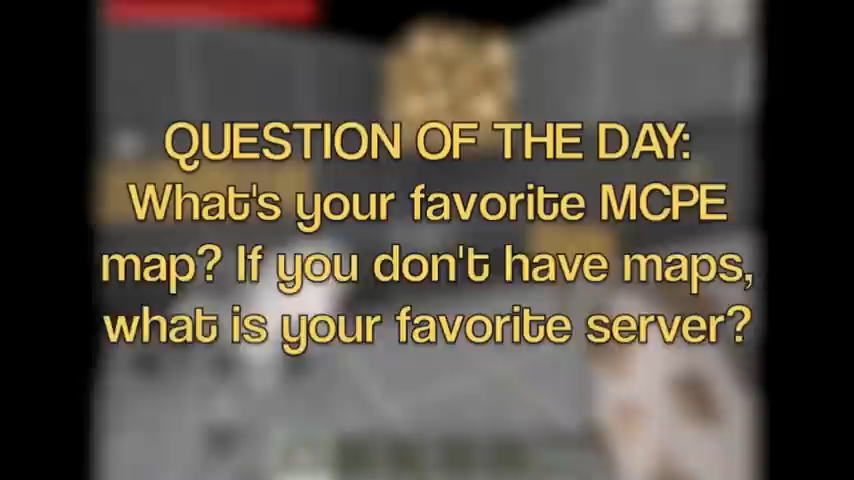 QUESTION OF THE DAY:
What's your favorite MCPE
map? If you don't have maps,
what is your favorite server?